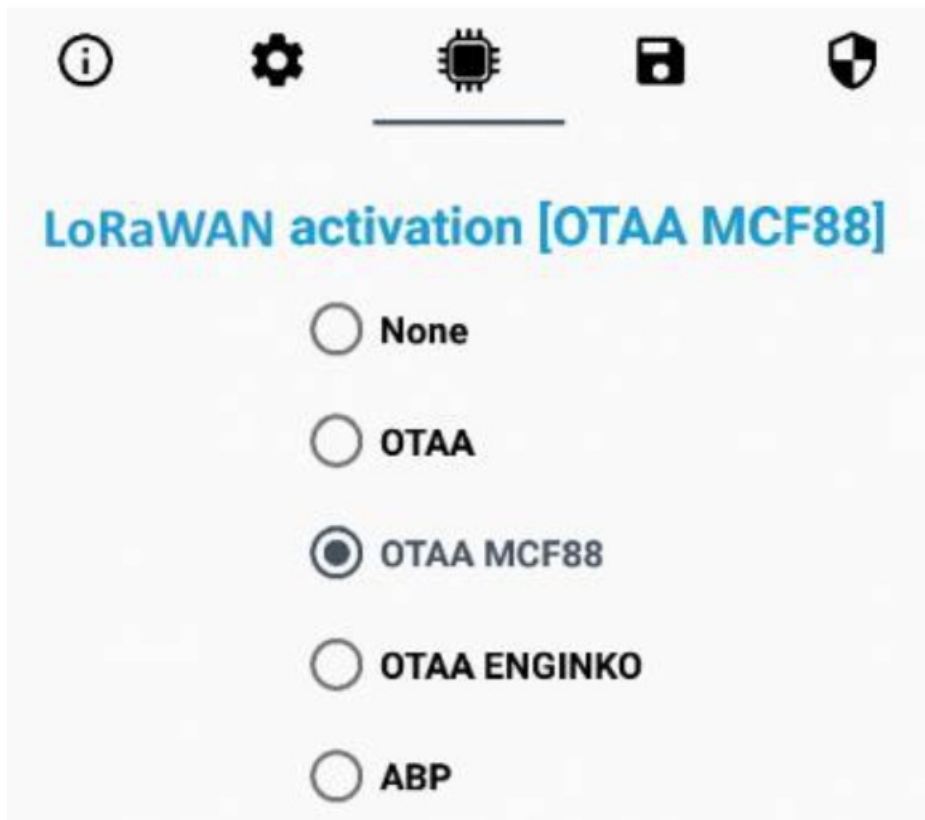 LoRaWAN activation [OTAA MCF88]
None
OTAA
OTAA MCF88
OTAA ENGINKO
ABP